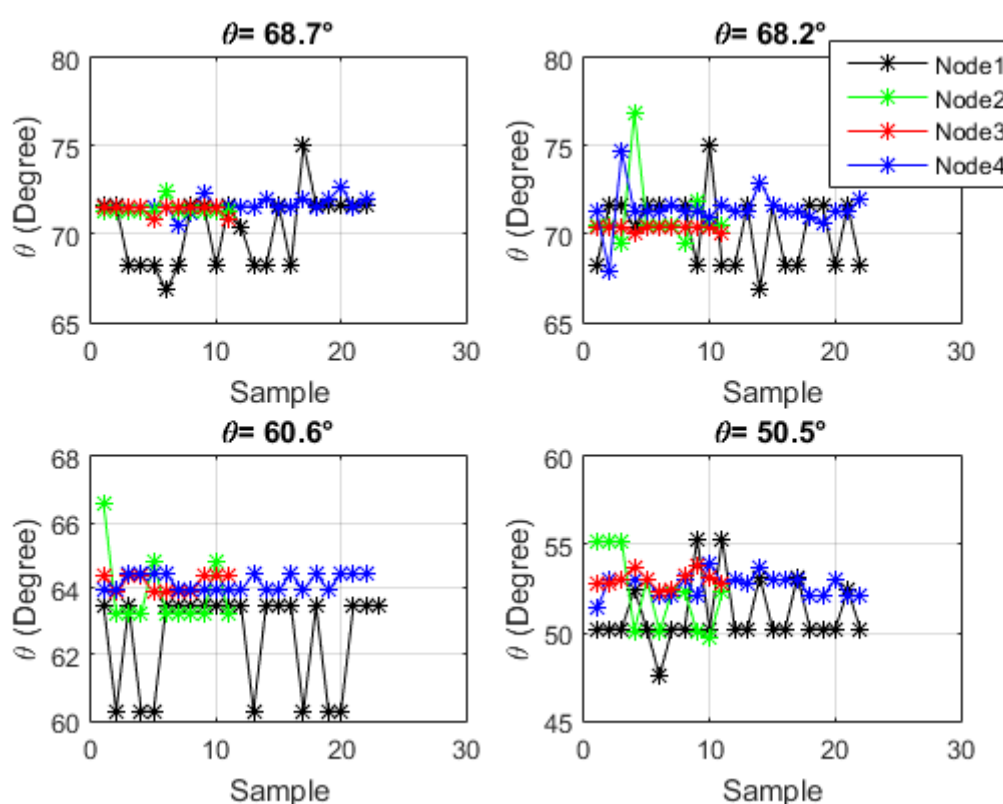 θ= 68.7°
80
75
70
65
θ (Degree)
0 10 20 30
Sample
θ= 68.2°
80
75
70
65
θ (Degree)
0 10 20 30
Sample
Node1
Node2
Node3
Node4
θ= 60.6°
68
66
64
62
60
θ (Degree)
0 10 20 30
Sample
θ= 50.5°
60
55
50
45
θ (Degree)
0 10 20 30
Sample